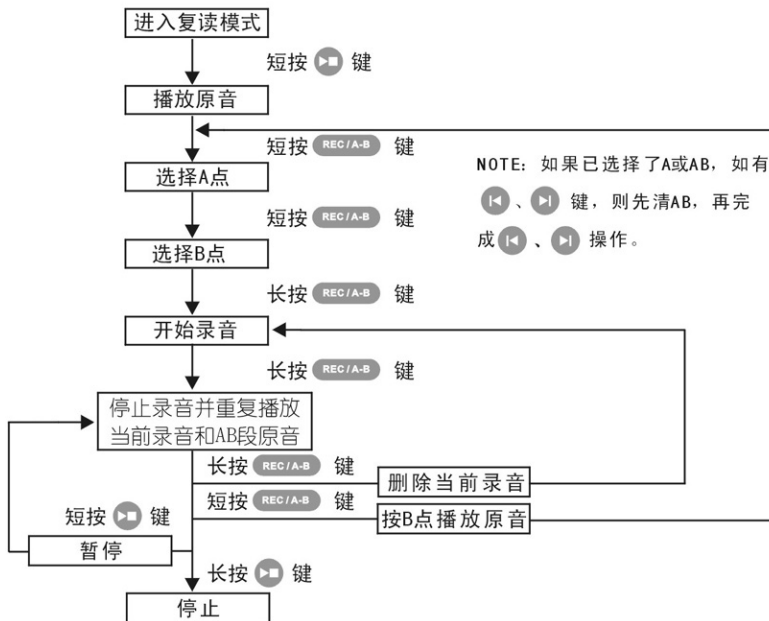 进入复读模式
短按 键
播放原音
短按 REC/A-B 键
选择A点
短按 REC/A-B 键
选择B点
长按 REC/A-B 键
开始录音
长按 REC/A-B 键
停止录音并重复播放
当前录音和AB段原音
长按 REC/A-B 键
删除当前录音
短按 REC/A-B 键
按B点播放原音
短按 键
暂停
长按 键
停止
NOTE: 如果已选择了A或AB, 如有
、 键, 则先清AB, 再完
成 、 操作。